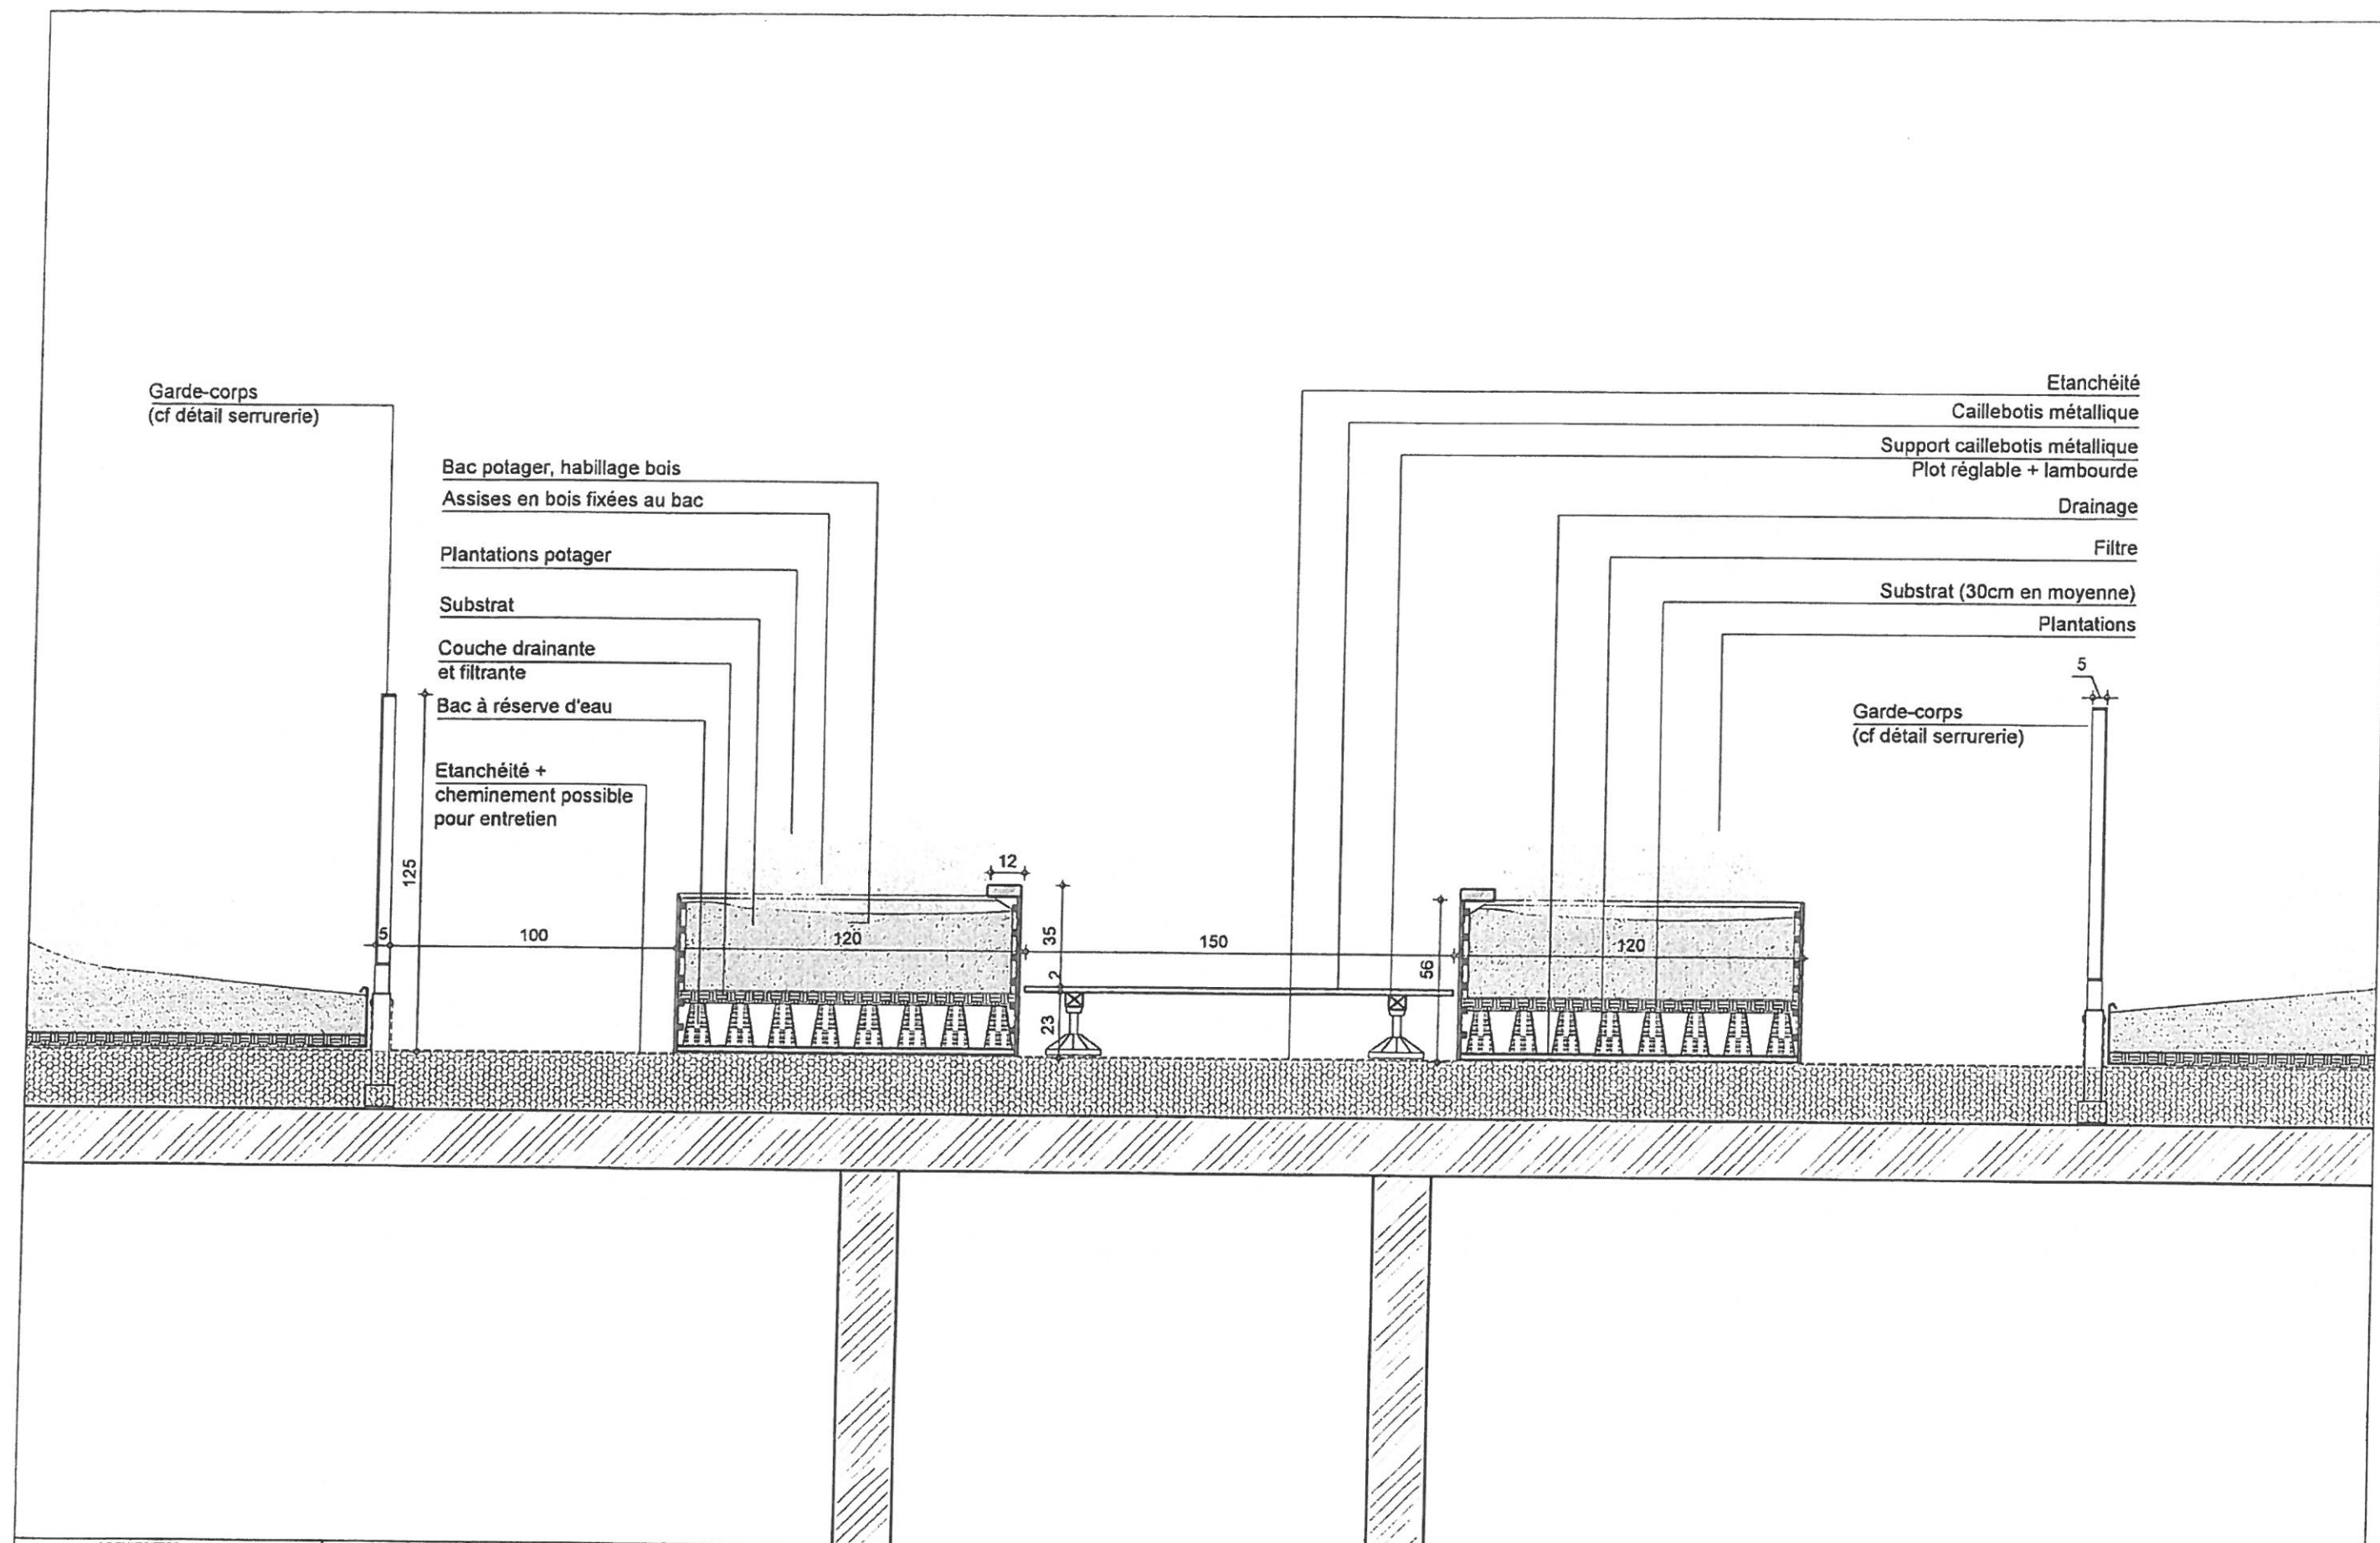 Garde-corps
(cf détail serrurerie)
Bac potager, habillage bois
Assises en bois fixées au bac
Plantations potager
Substrat
Couche drainante
et filtrante
Bac à réserve d'eau
Etanchéité +
cheminement possible
pour entretien
Etanchéité
Caillebotis métallique
Support caillebotis métallique
Plot réglable + lambourde
Drainage
Filtre
Substrat (30cm en moyenne)
Plantations
5
Garde-corps
(cf détail serrurerie)
125
12
5
100
120
35
2
23
150
56
120